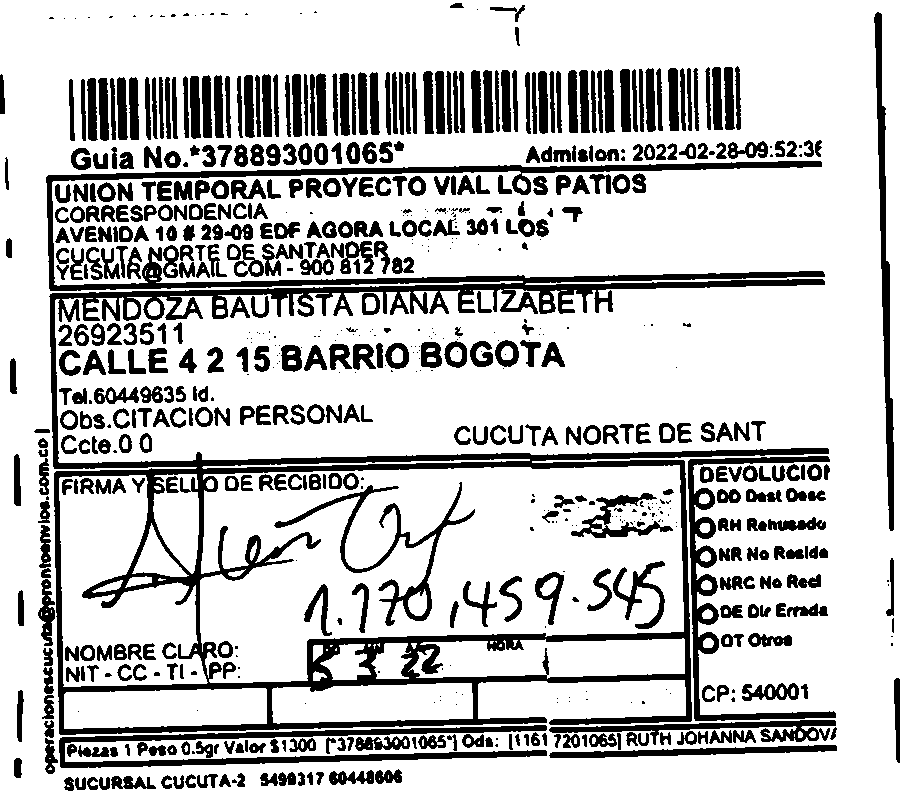 Guia No.*378893001065*
Admision: 2022-02-28-09:52:36
UNION TEMPORAL PROYECTO VIAL LOS PATIOS
CORRESPONDENCIA
AVENIDA 10 # 29-09 EDF AGORA LOCAL 301 LOS
CUCUTA NORTE DE SANTANDER
YEISMIR@GMAIL COM - 900 812 782
MENDOZA BAUTISTA DIANA ELIZABETH
26923511
CALLE 4 2 15 BARRIO BOGOTA
Tel.60449635 Id.
Obs.CITACION PERSONAL
Ccte.0 0
CUCUTA NORTE DE SANT
operacionescucuta@prontoenvios.com.co
FIRMA Y SELLO DE RECIBIDO:
1.770,459.545
NOMBRE CLARO:
NIT - CC - TI - PP:
HORA
5 3 22
DEVOLUCION
DD Dest Desc
RH Rehusado
NR No Reside
NRC No Recl
DE Dir Errada
OT Otros
CP: 540001
Piezas 1 Peso 0.5gr Valor $1300 [*378893001065*] Oda: [1161 7201065] RUTH JOHANNA SANDOVA
SUCURSAL CUCUTA-2 5499317 60448606